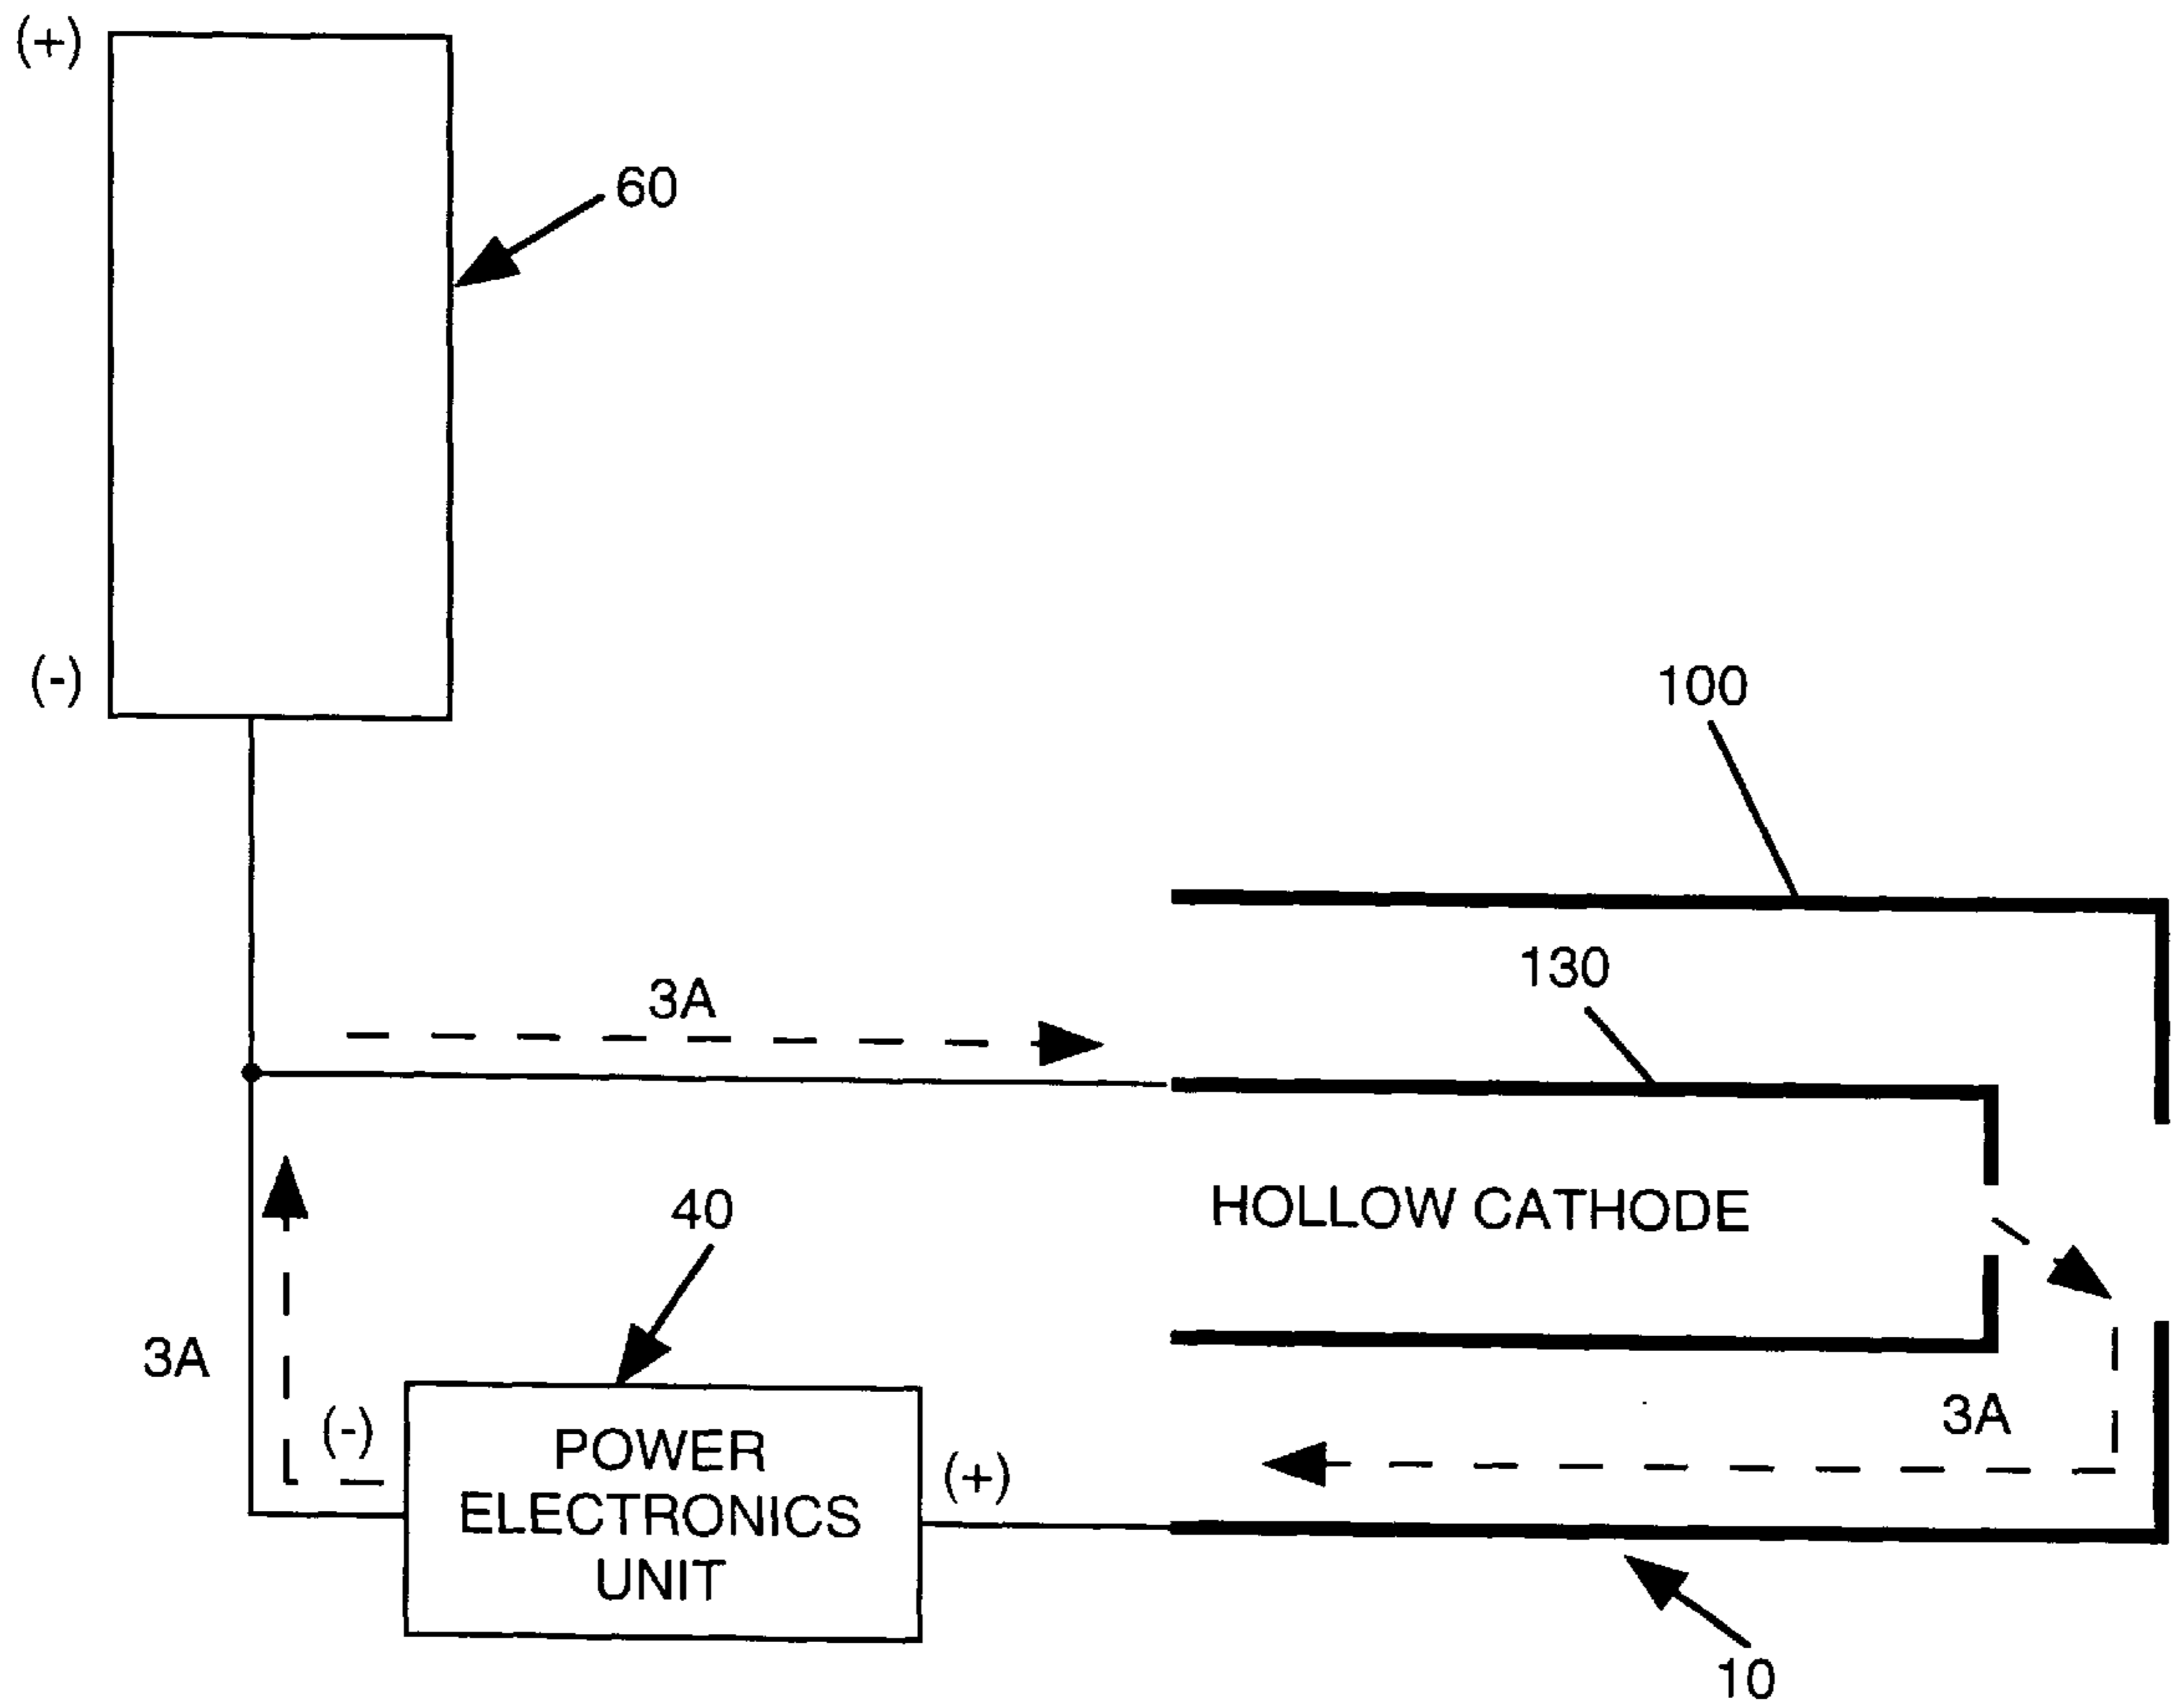 (+)
60
(-)
100
130
3A
HOLLOW CATHODE
40
3A
(-)
POWER
ELECTRONICS
UNIT
(+)
3A
10